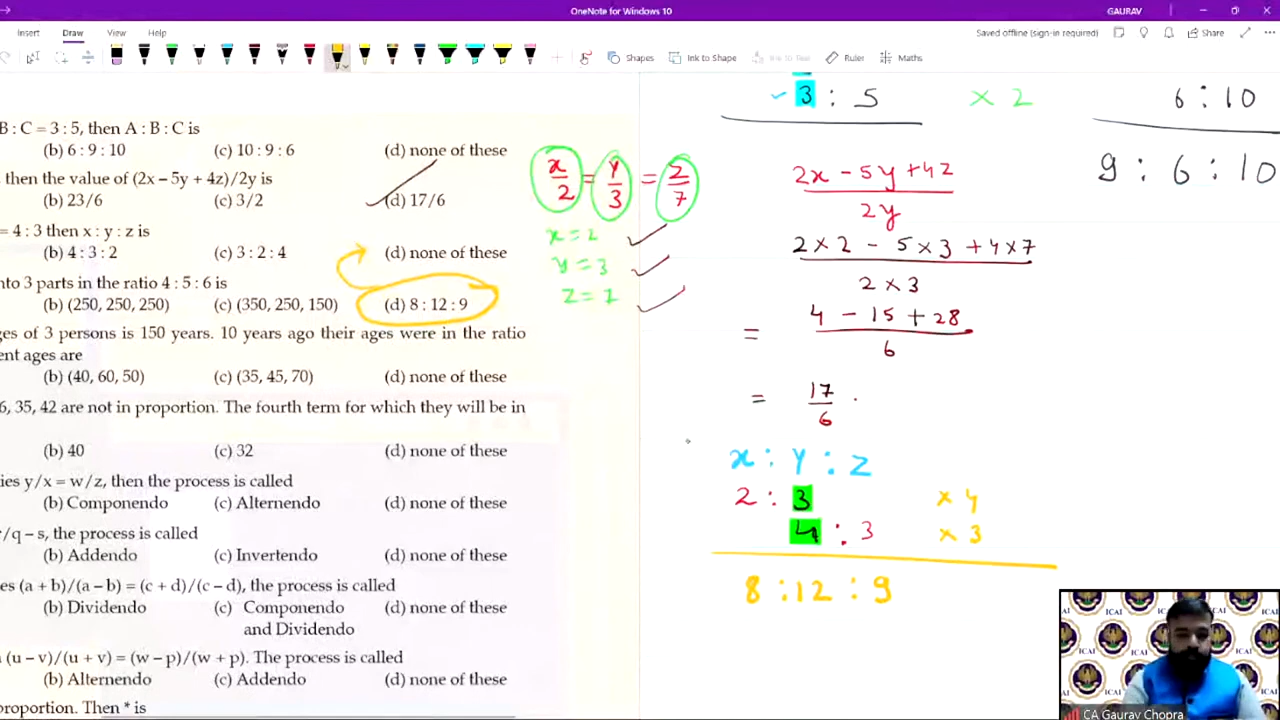 OneNote for Windows 10
GAURAV
Insert Draw View Help
Saved offline (sign-in required) Share
Shapes Ink to Shape Ink to Text Ruler Maths
B : C = 3 : 5, then A : B : C is
(b) 6 : 9 : 10 (c) 10 : 9 : 6 (d) none of these
, then the value of (2x – 5y + 4z)/2y is
(b) 23/6 (c) 3/2 (d) 17/6
= 4 : 3 then x : y : z is
(b) 4 : 3 : 2 (c) 3 : 2 : 4 (d) none of these
nto 3 parts in the ratio 4 : 5 : 6 is
(b) (250, 250, 250) (c) (350, 250, 150) (d) 8 : 12 : 9
ges of 3 persons is 150 years. 10 years ago their ages were in the ratio
ent ages are
(b) (40, 60, 50) (c) (35, 45, 70) (d) none of these
6, 35, 42 are not in proportion. The fourth term for which they will be in
(b) 40 (c) 32 (d) none of these
ies y/x = w/z, then the process is called
(b) Componendo (c) Alternendo (d) none of these
r/q – s, the process is called
(b) Addendo (c) Invertendo (d) none of these
es (a + b)/(a – b) = (c + d)/(c – d), the process is called
(b) Dividendo (c) Componendo (d) none of these
and Dividendo
(u – v)/(u + v) = (w – p)/(w + p). The process is called
(b) Alternendo (c) Addendo (d) none of these
proportion. Then * is
x/2 = y/3 = z/7
x = 2
y = 3
z = 7
3 : 5 × 2
6 : 10
9 : 6 : 10
2x – 5y + 4z
2y
2 × 2 – 5 × 3 + 4 × 7
2 × 3
= 4 – 15 + 28
6
= 17
6
x : y : z
2 : 3 × 4
4 : 3 × 3
8 : 12 : 9
ICAI
CA Gaurav Chopra